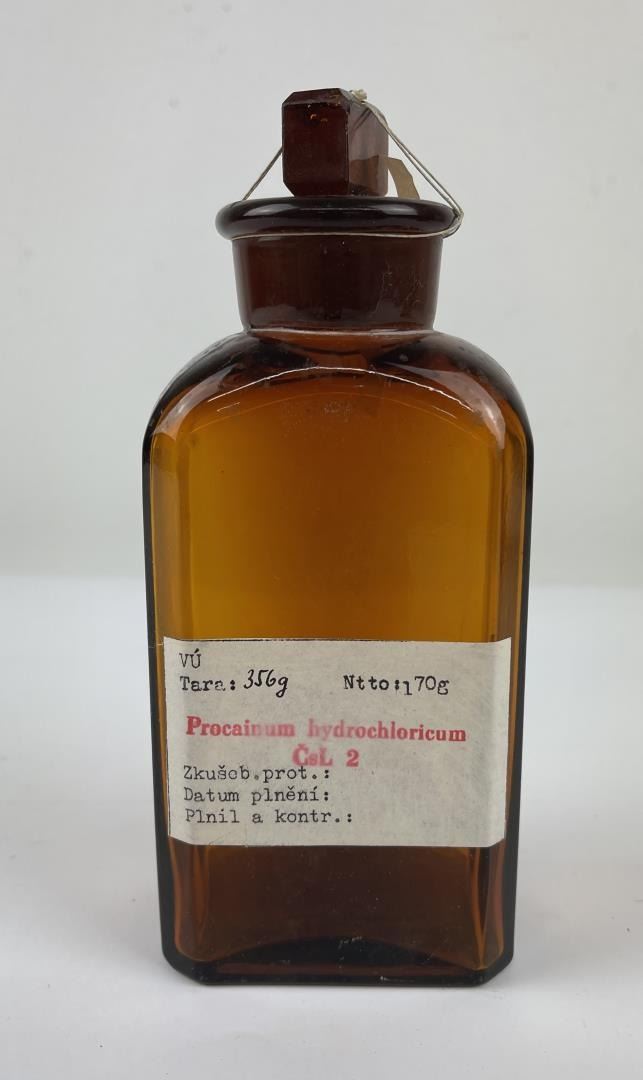 VÚ
Tara: 356g Ntto:170g
Procainum hydrochloricum
ČsL 2
Zkušeb.prot.:
Datum plnění:
Plnil a kontr.: